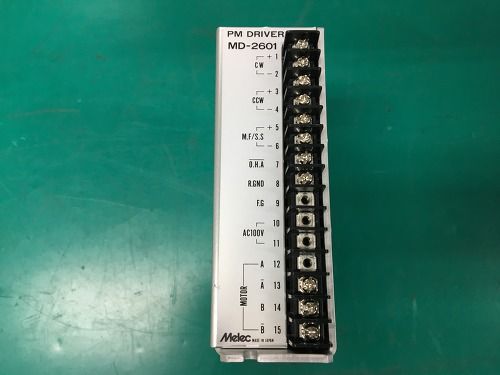 PM DRIVER
MD-2601
+ 1
CW
- 2
+ 3
CCW
- 4
+ 5
M.F/S.S
- 6
O.H.A 7
R.GND 8
F.G 9
10
AC100V
11
A 12
Ā 13
MOTOR
B 14
B̄ 15
Melec MADE IN JAPAN